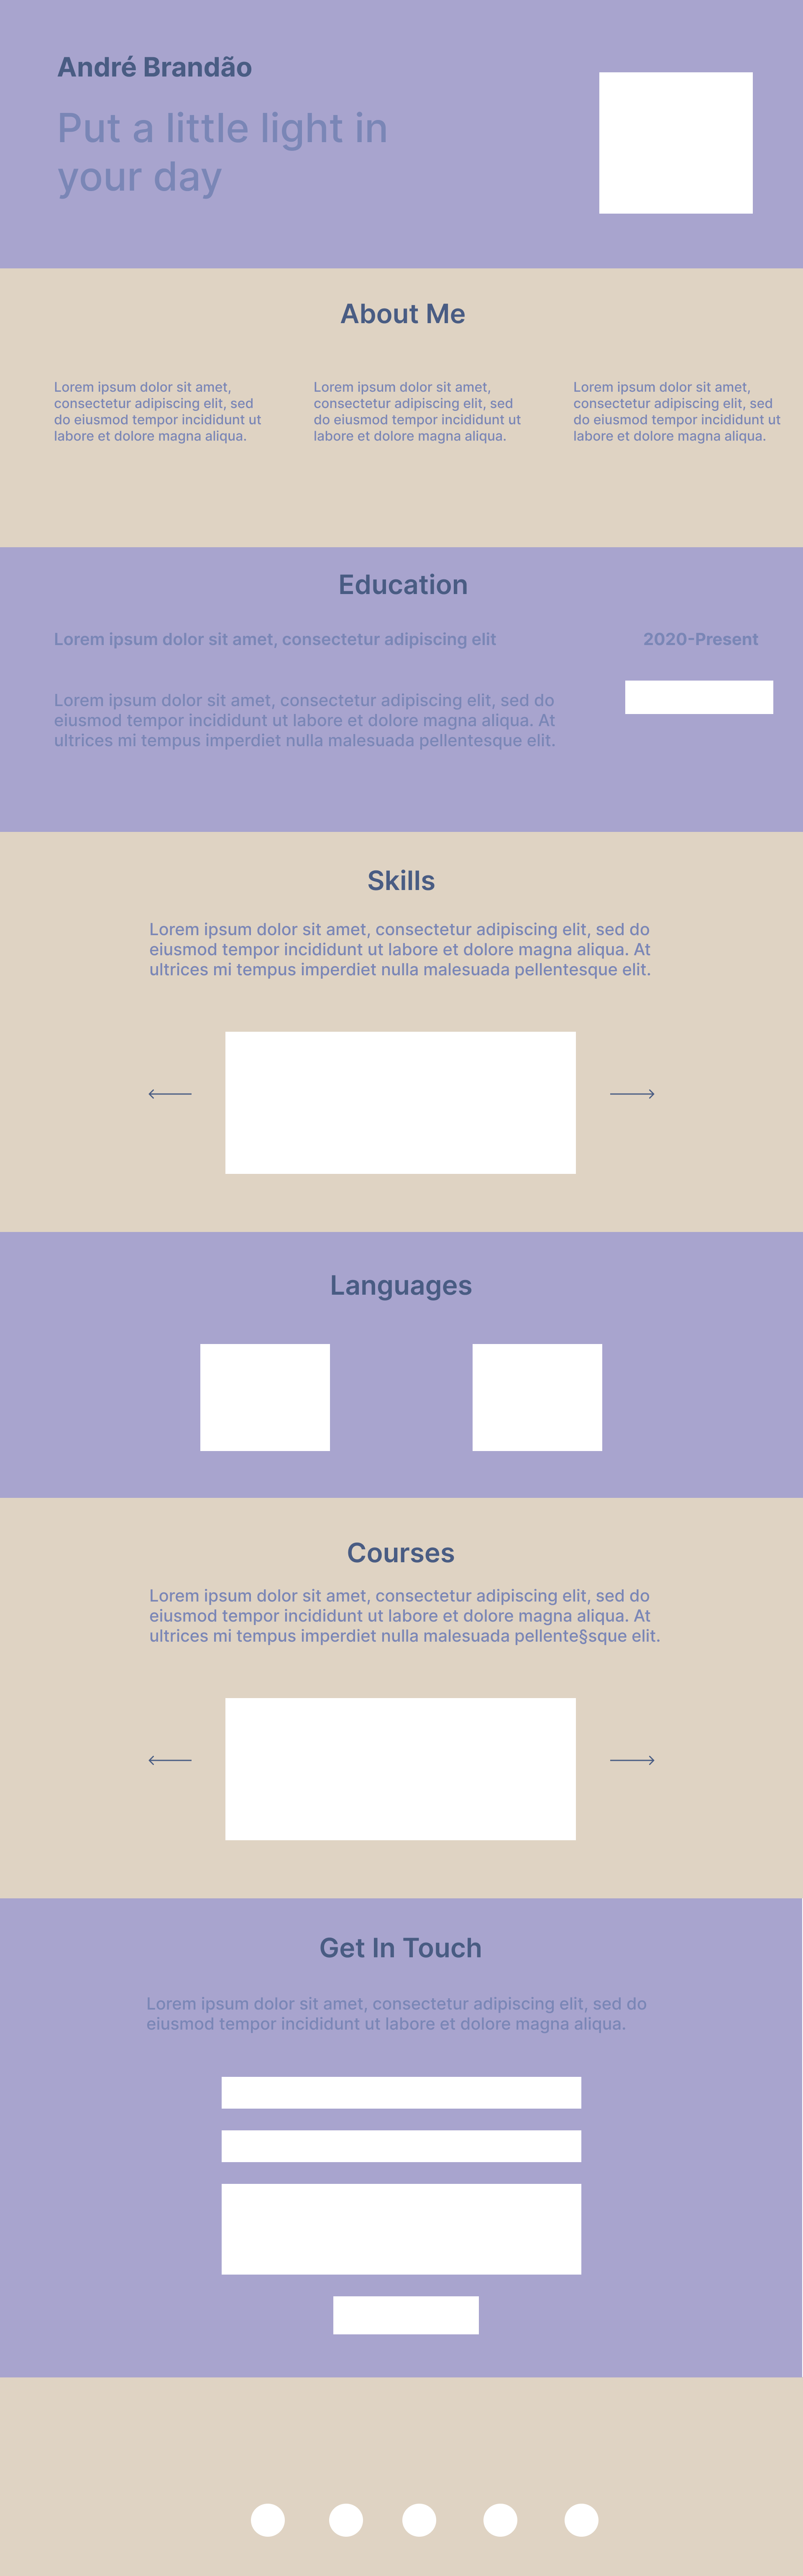 André Brandão
Put a little light in
your day
About Me
Lorem ipsum dolor sit amet,
consectetur adipiscing elit, sed
do eiusmod tempor incididunt ut
labore et dolore magna aliqua.
Lorem ipsum dolor sit amet,
consectetur adipiscing elit, sed
do eiusmod tempor incididunt ut
labore et dolore magna aliqua.
Lorem ipsum dolor sit amet,
consectetur adipiscing elit, sed
do eiusmod tempor incididunt ut
labore et dolore magna aliqua.
Education
Lorem ipsum dolor sit amet, consectetur adipiscing elit
2020-Present
Lorem ipsum dolor sit amet, consectetur adipiscing elit, sed do
eiusmod tempor incididunt ut labore et dolore magna aliqua. At
ultrices mi tempus imperdiet nulla malesuada pellentesque elit.
Skills
Lorem ipsum dolor sit amet, consectetur adipiscing elit, sed do
eiusmod tempor incididunt ut labore et dolore magna aliqua. At
ultrices mi tempus imperdiet nulla malesuada pellentesque elit.
Languages
Courses
Lorem ipsum dolor sit amet, consectetur adipiscing elit, sed do
eiusmod tempor incididunt ut labore et dolore magna aliqua. At
ultrices mi tempus imperdiet nulla malesuada pellente§sque elit.
Get In Touch
Lorem ipsum dolor sit amet, consectetur adipiscing elit, sed do
eiusmod tempor incididunt ut labore et dolore magna aliqua.